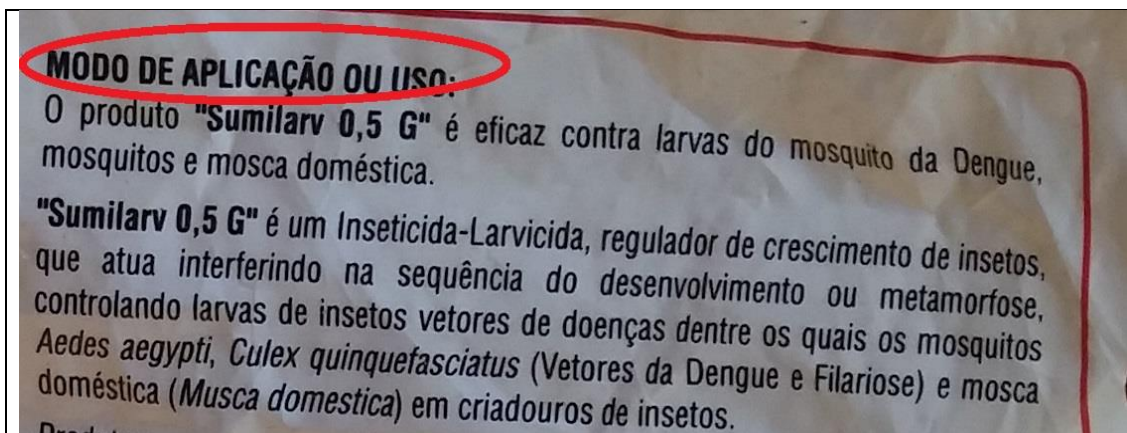 MODO DE APLICAÇÃO OU USO:
O produto "Sumilarv 0,5 G" é eficaz contra larvas do mosquito da Dengue,
mosquitos e mosca doméstica.
"Sumilarv 0,5 G" é um Inseticida-Larvicida, regulador de crescimento de insetos,
que atua interferindo na sequência do desenvolvimento ou metamorfose,
controlando larvas de insetos vetores de doenças dentre os quais os mosquitos
Aedes aegypti, Culex quinquefasciatus (Vetores da Dengue e Filariose) e mosca
doméstica (Musca domestica) em criadouros de insetos.